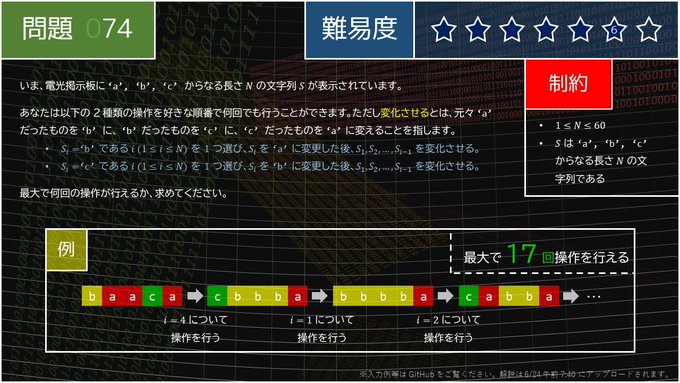 問題 074
難易度
6
いま、電光掲示板に ‘a’, ‘b’, ‘c’ からなる長さ N の文字列 S が表示されています。
あなたは以下の 2 種類の操作を好きな順番で何回でも行うことができます。ただし変化させるとは、元々 ‘a’
だったものを ‘b’ に、‘b’ だったものを ‘c’ に、‘c’ だったものを ‘a’ に変えることを指します。
• Sᵢ=‘b’ である i (1 ≤ i ≤ N) を 1 つ選び、Sᵢ を ‘a’ に変更した後、S₁, S₂, …, Sᵢ₋₁ を変化させる。
• Sᵢ=‘c’ である i (1 ≤ i ≤ N) を 1 つ選び、Sᵢ を ‘b’ に変更した後、S₁, S₂, …, Sᵢ₋₁ を変化させる。
最大で何回の操作が行えるか、求めてください。
制約
• 1 ≤ N ≤ 60
• S は ‘a’, ‘b’, ‘c’
からなる長さ N の文
字列である
例
最大で 17 回操作を行える
b a a c a c b b b a b b b b a c a b b a …
i = 4 について
操作を行う
i = 1 について
操作を行う
i = 2 について
操作を行う
※入力例等は GitHub をご覧ください。解説は 6/24 午前 7:40 にアップロードされます。